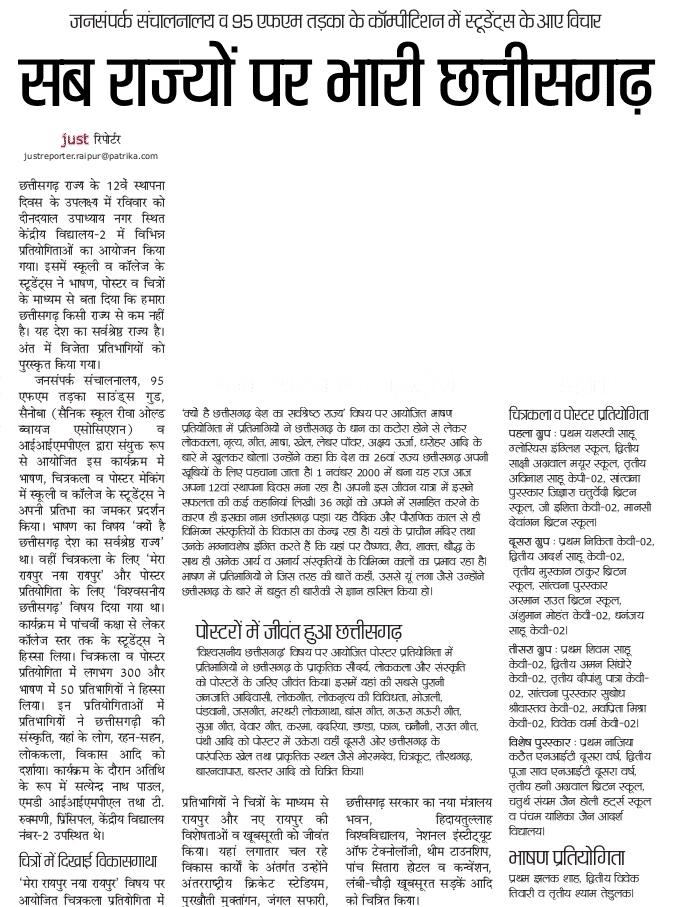 जनसंपर्क संचालनालय व 95 एफएम तड़का के कॉम्पीटिशन में स्टूडेंट्स के आए विचार
सब राज्यों पर भारी छत्तीसगढ़
just रिपोर्टर
justreporter.raipur@patrika.com
छत्तीसगढ़ राज्य के 12वें स्थापना
दिवस के उपलक्ष्य में रविवार को
दीनदयाल उपाध्याय नगर स्थित
केंद्रीय विद्यालय-2 में विभिन्न
प्रतियोगिताओं का आयोजन किया
गया। इसमें स्कूली व कॉलेज के
स्टूडेंट्स ने भाषण, पोस्टर व चित्रों
के माध्यम से बता दिया कि हमारा
छत्तीसगढ़ किसी राज्य से कम नहीं
है। यह देश का सर्वश्रेष्ठ राज्य है।
अंत में विजेता प्रतिभागियों को
पुरस्कृत किया गया।
जनसंपर्क संचालनालय, 95
एफएम तड़का साउंड्स गुड,
सैनोबा (सैनिक स्कूल रीवा ओल्ड
ब्वायज एसोसिएशन) व
आईआईएमपीएल द्वारा संयुक्त रूप
से आयोजित इस कार्यक्रम में
भाषण, चित्रकला व पोस्टर मेकिंग
में स्कूली व कॉलेज के स्टूडेंट्स ने
अपनी प्रतिभा का जमकर प्रदर्शन
किया। भाषण का विषय 'क्यों है
छत्तीसगढ़ देश का सर्वश्रेष्ठ राज्य'
था। वहीं चित्रकला के लिए 'मेरा
रायपुर नया रायपुर' और पोस्टर
प्रतियोगिता के लिए 'विश्वसनीय
छत्तीसगढ़' विषय दिया गया था।
कार्यक्रम में पांचवीं कक्षा से लेकर
कॉलेज स्तर तक के स्टूडेंट्स ने
हिस्सा लिया। चित्रकला व पोस्टर
प्रतियोगिता में लगभग 300 और
भाषण में 50 प्रतिभागियों ने हिस्सा
लिया। इन प्रतियोगिताओं में
प्रतिभागियों ने छत्तीसगढ़ी की
संस्कृति, यहां के लोग, रहन-सहन,
लोककला, विकास आदि को
दर्शाया। कार्यक्रम के दौरान अतिथि
के रूप में सत्येन्द्र नाथ पाउल,
एमडी आईआईएमपीएल तथा टी.
रुक्मणी, प्रिंसिपल, केंद्रीय विद्यालय
नंबर-2 उपस्थित थे।
चित्रों में दिखाई विकासगाथा
'मेरा रायपुर नया रायपुर' विषय पर
आयोजित चित्रकला प्रतियोगिता में
'क्यों है छत्तीसगढ़ देश का सर्वश्रेष्ठ राज्य' विषय पर आयोजित भाषण
प्रतियोगिता में प्रतिभागियों ने छत्तीसगढ़ के धान का कटोरा होने से लेकर
लोककला, नृत्य, गीत, भाषा, खेल, लेबर पॉवर, अक्षय ऊर्जा, धरोहर आदि के
बारे में खुलकर बोला। उन्होंने कहा कि देश का 26वां राज्य छत्तीसगढ़ अपनी
खूबियों के लिए पहचाना जाता है। 1 नवंबर 2000 में बना यह राज आज
अपना 12वां स्थापना दिवस मना रहा है। अपनी इस जीवन यात्रा में इसने
सफलता की कई कहानियां लिखी। 36 गढ़ों को अपने में समाहित करने के
कारण ही इसका नाम छत्तीसगढ़ पड़ा। यह वैदिक और पौराणिक काल से ही
विभिन्न संस्कृतियों के विकास का केन्द्र रहा है। यहां के प्राचीन मंदिर तथा
उनके भग्नावशेष इंगित करते हैं कि यहां पर वैष्णव, शैव, शाक्त, बौद्ध के
साथ ही अनेक आर्य व अनार्य संस्कृतियों के विभिन्न कालों का प्रभाव रहा है।
भाषण में प्रतिभागियों ने जिस तरह की बातें कहीं, उससे यूं लगा जैसे उन्होंने
छत्तीसगढ़ के बारे में बहुत ही बारीकी से ज्ञान हासिल किया हो।
पोस्टरों में जीवंत हुआ छत्तीसगढ़
'विश्वसनीय छत्तीसगढ़' विषय पर आयोजित पोस्टर प्रतियोगिता में
प्रतिभागियों ने छत्तीसगढ़ के प्राकृतिक सौंदर्य, लोककला और संस्कृति
को पोस्टरों के जरिए जीवंत किया। इसमें यहां की सबसे पुरानी
जनजाति आदिवासी, लोकगीत, लोकनृत्य की विविधता, भोजली,
पंडवानी, जसगीत, भरथरी लोकगाथा, बांस गीत, गऊरा गऊरी गीत,
सुआ गीत, देवार गीत, करमा, ददरिया, डण्डा, फाग, चनौनी, राउत गीत,
पंथी आदि को पोस्टर में उकेरा। वहीं दूसरी ओर छत्तीसगढ़ के
पारंपरिक खेल तथा प्राकृतिक स्थल जैसे भोरमदेव, चित्रकूट, तीरथगढ़,
बारनवापारा, बस्तर आदि को चित्रित किया।
प्रतिभागियों ने चित्रों के माध्यम से
रायपुर और नए रायपुर की
विशेषताओं व खूबसूरती को जीवंत
किया। यहां लगातार चल रहे
विकास कार्यों के अंतर्गत उन्होंने
अंतरराष्ट्रीय क्रिकेट स्टेडियम,
पुरखौती मुक्तांगन, जंगल सफारी,
छत्तीसगढ़ सरकार का नया मंत्रालय
भवन, हिदायतुल्लाह
विश्वविद्यालय, नेशनल इंस्टीट्यूट
ऑफ टेक्नोलॉजी, थीम टाउनशिप,
पांच सितारा होटल व कन्वेंशन,
लंबी-चौड़ी खूबसूरत सड़कें आदि
को चित्रित किया।
चित्रकला व पोस्टर प्रतियोगिता
पहला ग्रुप : प्रथम यशस्वी साहू
ग्लोरियस इंग्लिश स्कूल, द्वितीय
साक्षी अग्रवाल मयूर स्कूल, तृतीय
अविनाश साहू केपी-02, सांत्वना
पुरस्कार जिज्ञारा चतुर्वेदी ब्रिटन
स्कूल, जी इशिता केवी-02, मानसी
देवांगन ब्रिटन स्कूल।
दूसरा ग्रुप : प्रथम निकिता केवी-02,
द्वितीय आदर्श साहू केवी-02,
तृतीय मुस्कान ठाकुर ब्रिटन
स्कूल, सांत्वना पुरस्कार
अरमान राउत ब्रिटन स्कूल,
अंशुमान मोहंत केवी-02, धनंजय
साहू केवी-02।
तीसरा ग्रुप : प्रथम शिवम साहू
केवी-02, द्वितीय अमन सिंघोरे
केवी-02, तृतीय दीपांशु पात्रा केवी-
02, सांत्वना पुरस्कार सुबोध
श्रीवास्तव केवी-02, भवप्रिता मिश्रा
केवी-02, विवेक वर्मा केवी-02।
विशेष पुरस्कार : प्रथम नाजिया
कठैत एनआईटी दूसरा वर्ष, द्वितीय
पूजा साव एनआईटी दूसरा वर्ष,
तृतीय हनी अग्रवाल ब्रिटन स्कूल,
चतुर्थ संयम जैन होली हर्ट्स स्कूल
व पंचम याशिका जैन आदर्श
विद्यालय।
भाषण प्रतियोगिता
प्रथम झलक शाह, द्वितीय विवेक
तिवारी व तृतीय श्याम तेंडुलकर।